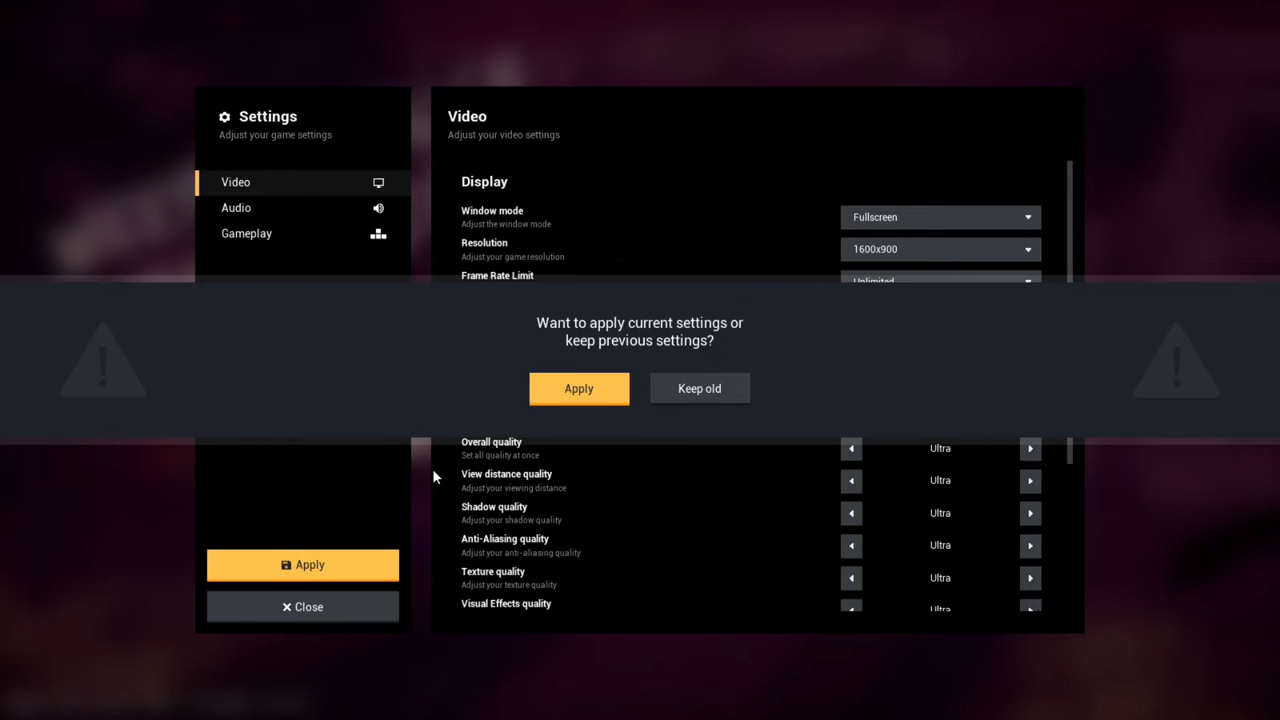 Settings
Adjust your game settings
Video
Audio
Gameplay
Video
Adjust your video settings
Display
Window mode
Adjust the window mode
Fullscreen
Resolution
Adjust your game resolution
1600x900
Frame Rate Limit
Unlimited
Want to apply current settings or
keep previous settings?
Apply
Keep old
Overall quality
Set all quality at once
Ultra
View distance quality
Adjust your viewing distance
Ultra
Shadow quality
Adjust your shadow quality
Ultra
Anti-Aliasing quality
Adjust your anti-aliasing quality
Ultra
Texture quality
Adjust your texture quality
Ultra
Visual Effects quality
Ultra
Apply
Close